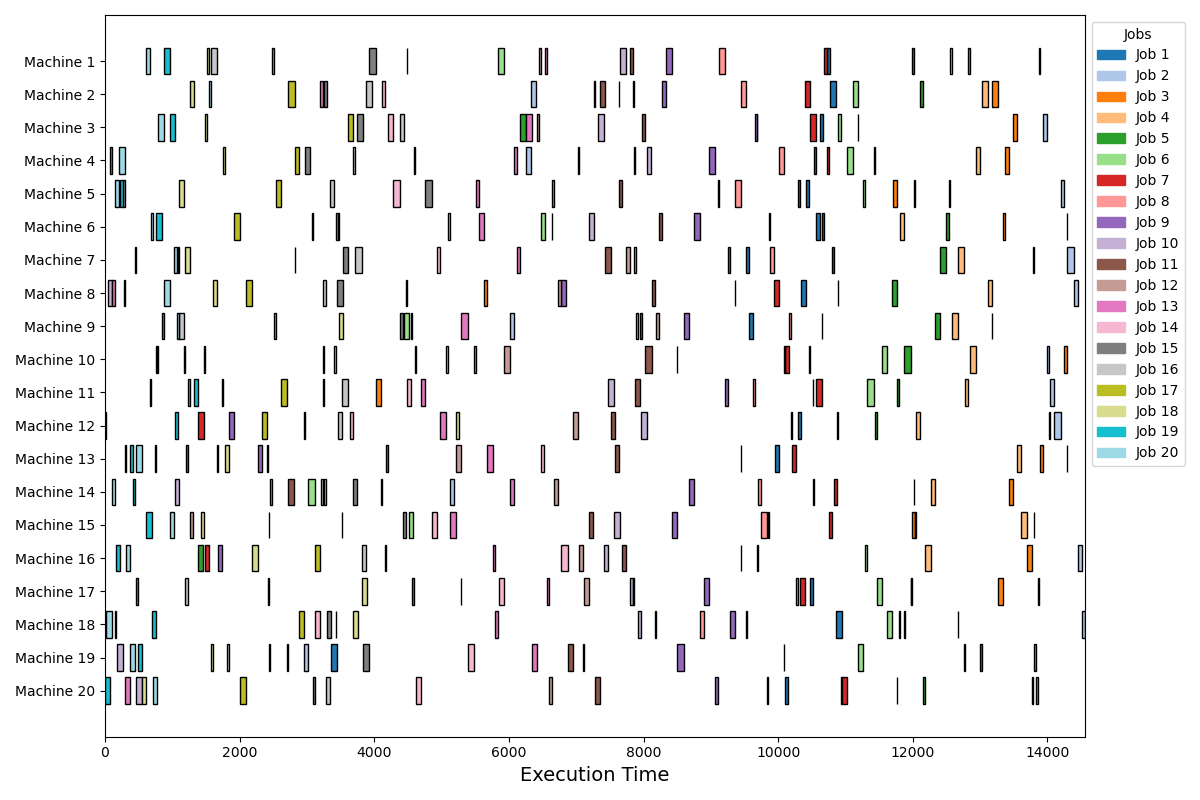 Machine 1
Machine 2
Machine 3
Machine 4
Machine 5
Machine 6
Machine 7
Machine 8
Machine 9
Machine 10
Machine 11
Machine 12
Machine 13
Machine 14
Machine 15
Machine 16
Machine 17
Machine 18
Machine 19
Machine 20
0 2000 4000 6000 8000 10000 12000 14000
Execution Time
Jobs
Job 1
Job 2
Job 3
Job 4
Job 5
Job 6
Job 7
Job 8
Job 9
Job 10
Job 11
Job 12
Job 13
Job 14
Job 15
Job 16
Job 17
Job 18
Job 19
Job 20